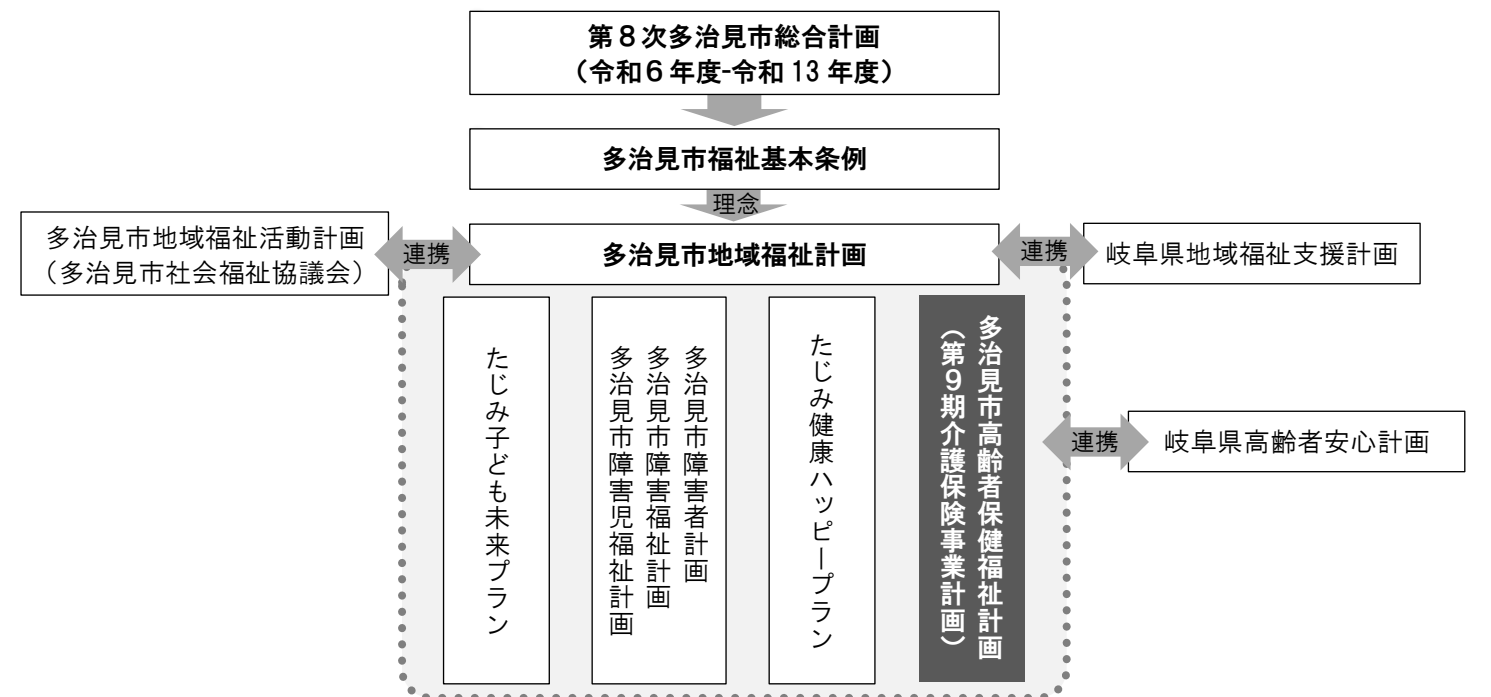 第８次多治見市総合計画
（令和６年度-令和 13 年度）
多治見市福祉基本条例
理念
多治見市地域福祉活動計画
（多治見市社会福祉協議会）
連携
多治見市地域福祉計画
連携
岐阜県地域福祉支援計画
たじみ子ども未来プラン
多治見市障害者計画
多治見市障害福祉計画
多治見市障害児福祉計画
たじみ健康ハッピープラン
多治見市高齢者保健福祉計画
（第９期介護保険事業計画）
連携
岐阜県高齢者安心計画